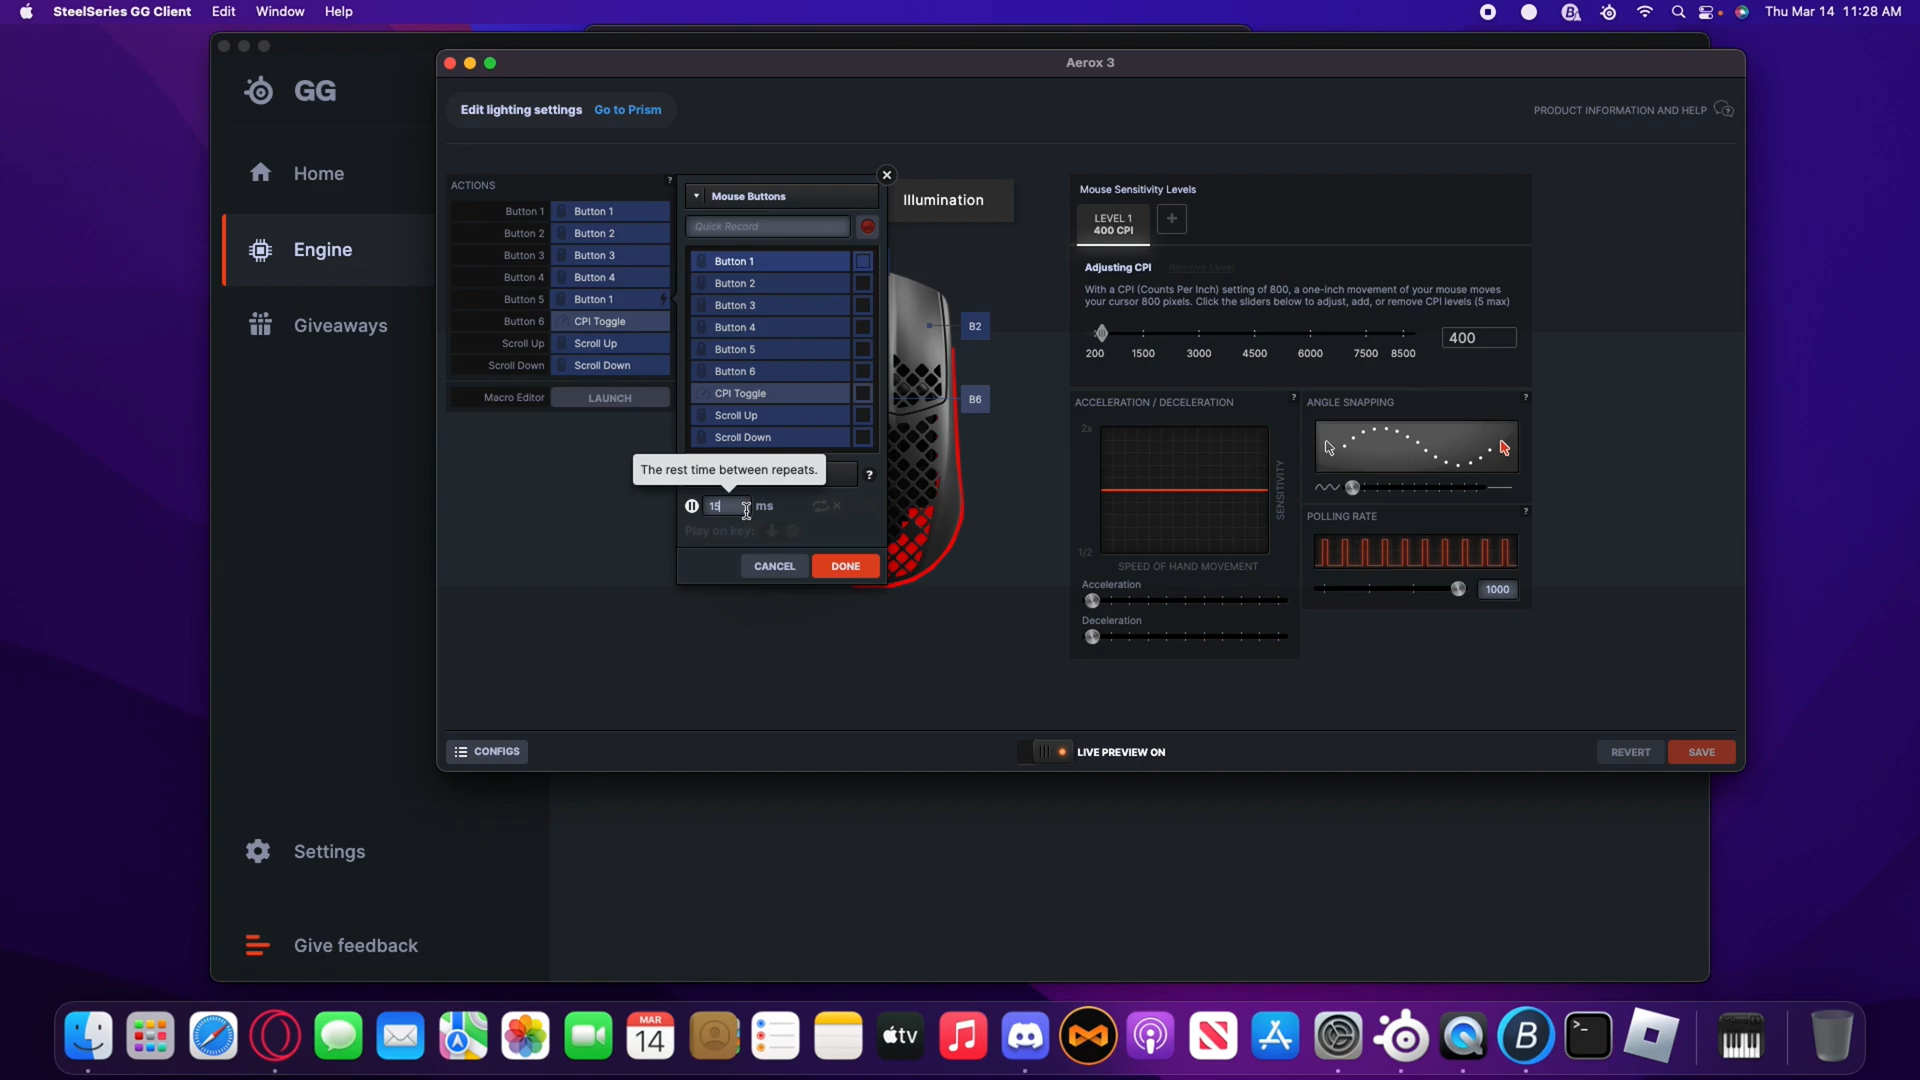 SteelSeries GG Client Edit Window Help
Thu Mar 14 11:28 AM
GG
Home
Engine
Giveaways
Settings
Give feedback
Aerox 3
Edit lighting settings Go to Prism
PRODUCT INFORMATION AND HELP
ACTIONS ?
Button 1 Button 1
Button 2 Button 2
Button 3 Button 3
Button 4 Button 4
Button 5 Button 1
Button 6 CPI Toggle
Scroll Up Scroll Up
Scroll Down Scroll Down
Macro Editor LAUNCH
Mouse Buttons
Quick Record
Button 1
Button 2
Button 3
Button 4
Button 5
Button 6
CPI Toggle
Scroll Up
Scroll Down
The rest time between repeats.
?
15 ms
Play on key:
CANCEL DONE
Illumination
B2
B6
Mouse Sensitivity Levels
LEVEL 1
400 CPI
+
Adjusting CPI Remove Level
With a CPI (Counts Per Inch) setting of 800, a one-inch movement of your mouse moves
your cursor 800 pixels. Click the sliders below to adjust, add, or remove CPI levels (5 max)
400
200 1500 3000 4500 6000 7500 8500
ACCELERATION / DECELERATION ?
2x
1/2
SENSITIVITY
SPEED OF HAND MOVEMENT
Acceleration
Deceleration
ANGLE SNAPPING ?
POLLING RATE ?
1000
CONFIGS
LIVE PREVIEW ON
REVERT SAVE
MAR
14
tv
B